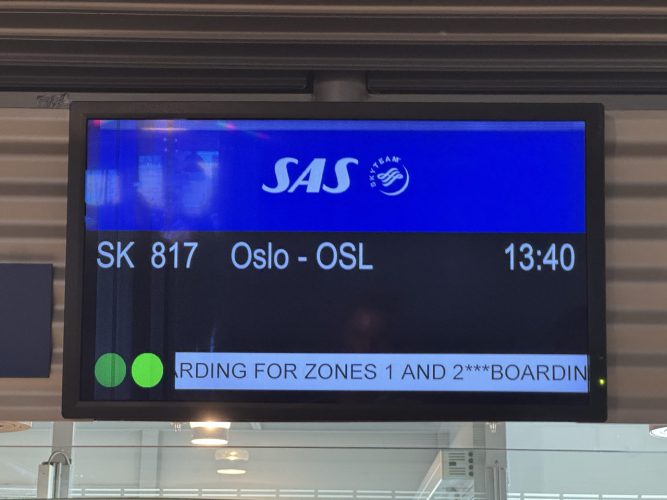 SAS SKYTEAM
SK 817 Oslo - OSL 13:40
ARDING FOR ZONES 1 AND 2***BOARDIN